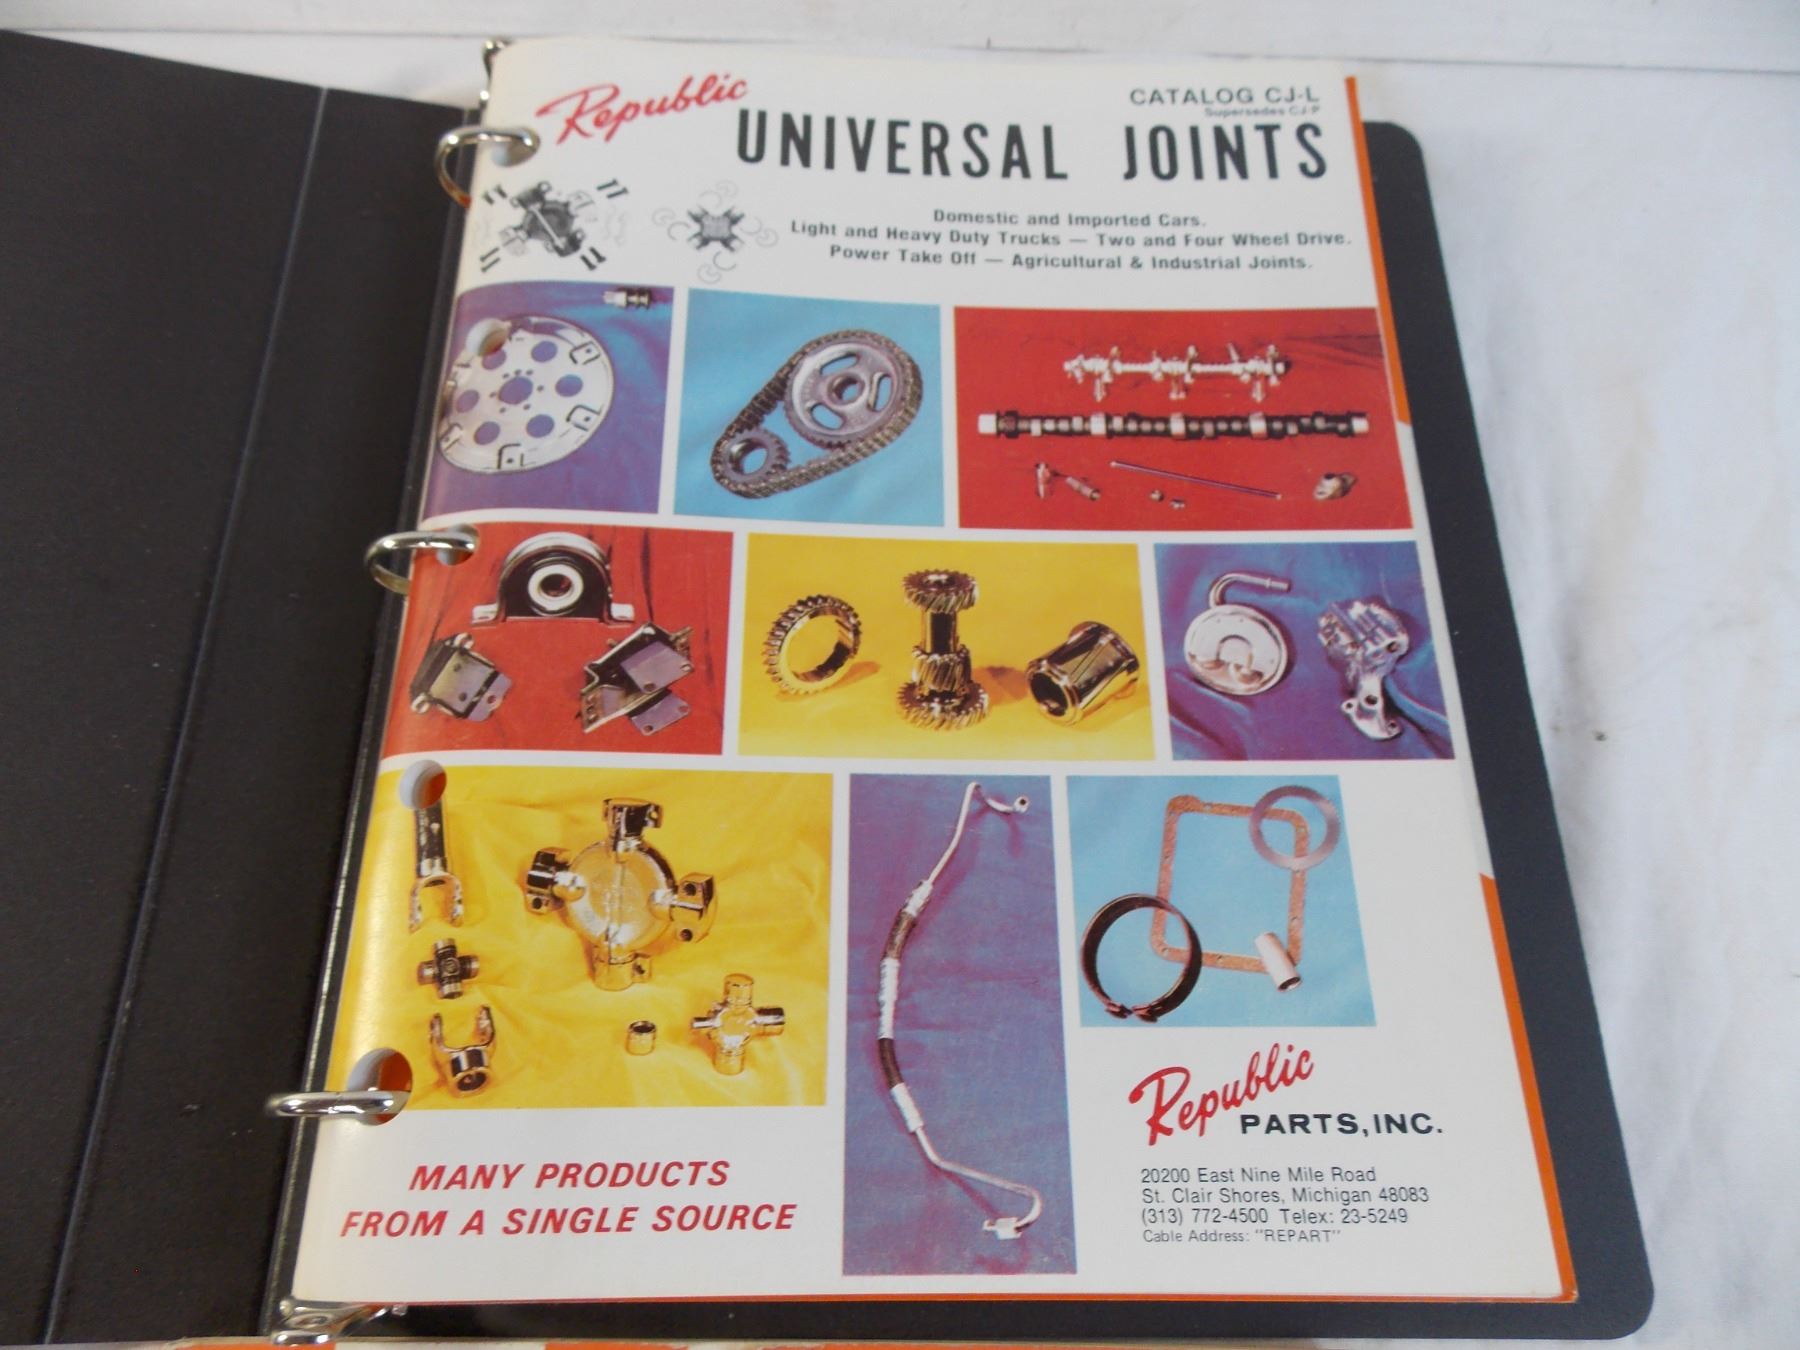 Republic
CATALOG CJ-L
Supersedes CJ-P
UNIVERSAL JOINTS
Domestic and Imported Cars.
Light and Heavy Duty Trucks — Two and Four Wheel Drive.
Power Take Off — Agricultural & Industrial Joints.
MANY PRODUCTS
FROM A SINGLE SOURCE
Republic
PARTS, INC.
20200 East Nine Mile Road
St. Clair Shores, Michigan 48083
(313) 772-4500 Telex: 23-5249
Cable Address: "REPART"